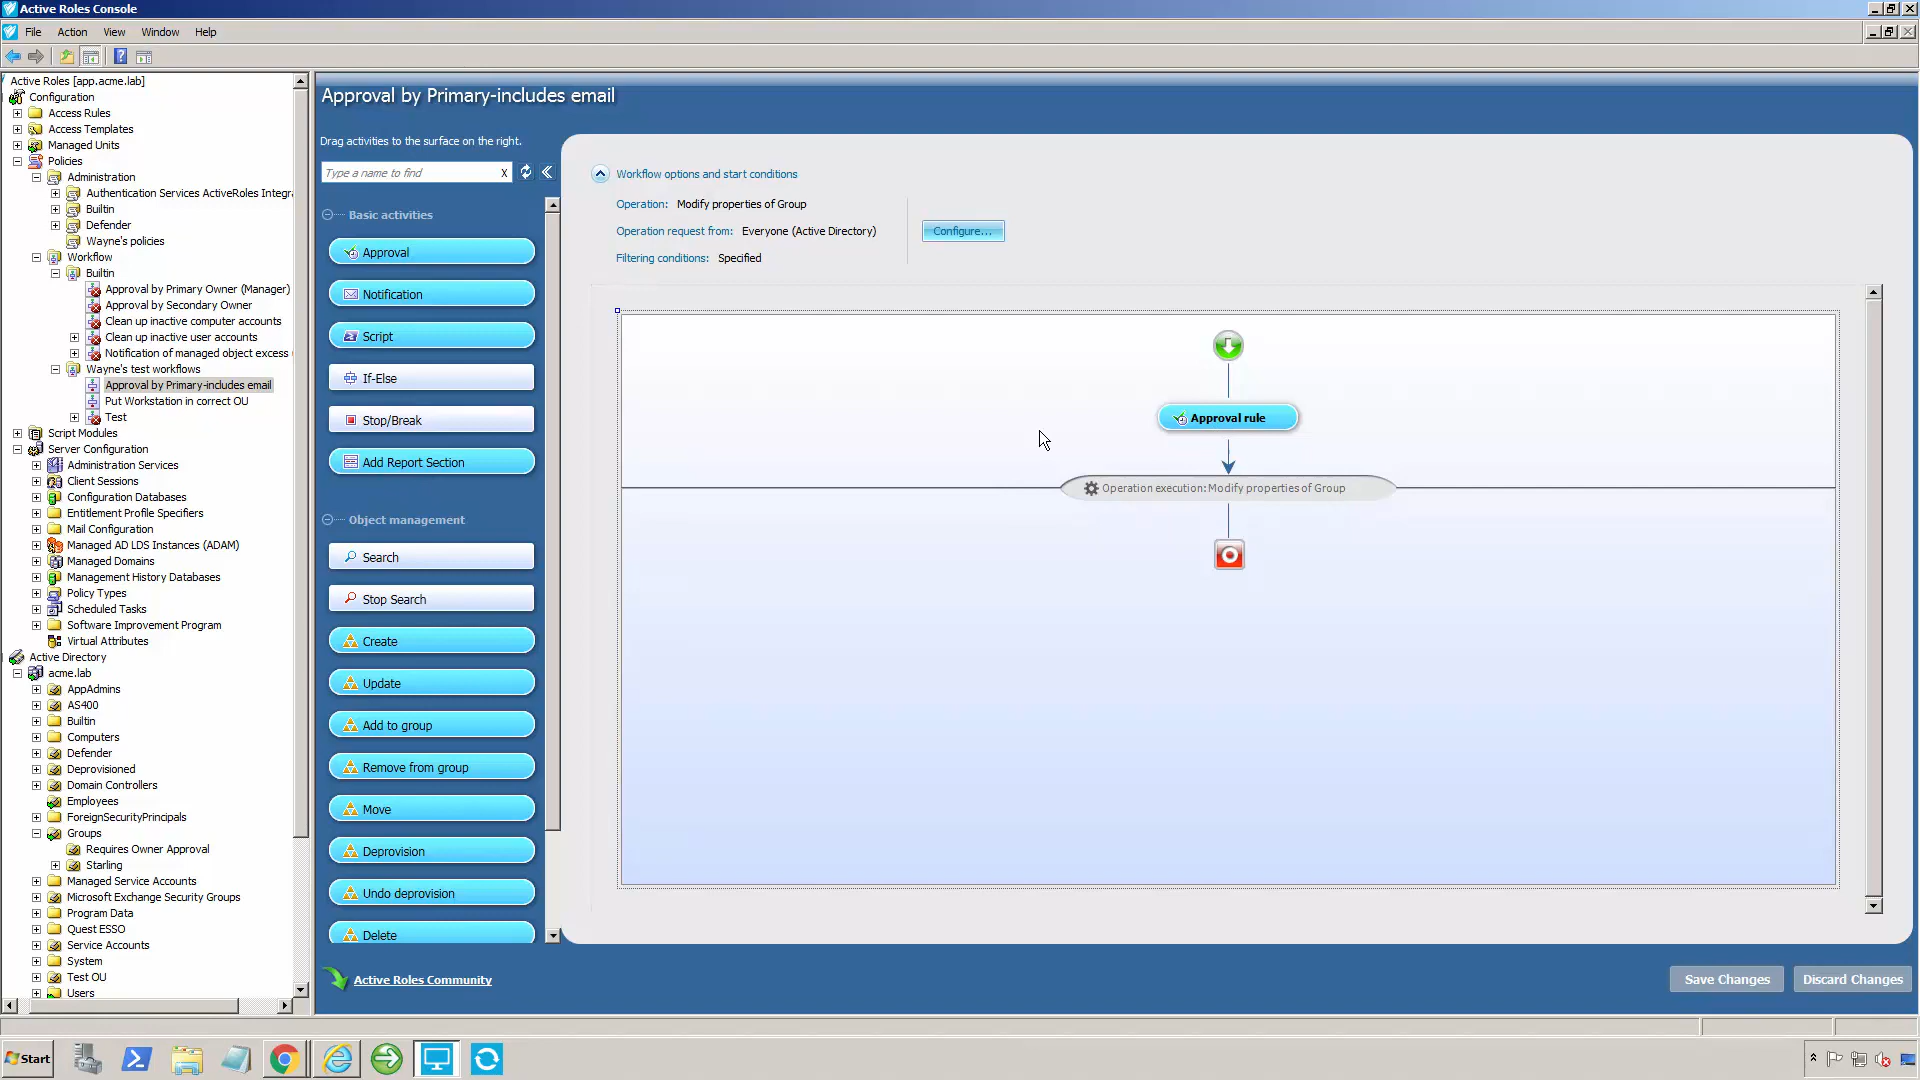 Active Roles Console
File Action View Window Help
Active Roles [app.acme.lab]
Configuration
Access Rules
Access Templates
Managed Units
Policies
Administration
Authentication Services ActiveRoles Integra
Builtin
Defender
Wayne's policies
Workflow
Builtin
Approval by Primary Owner (Manager)
Approval by Secondary Owner
Clean up inactive computer accounts
Clean up inactive user accounts
Notification of managed object excess
Wayne's test workflows
Approval by Primary-includes email
Put Workstation in correct OU
Test
Script Modules
Server Configuration
Administration Services
Client Sessions
Configuration Databases
Entitlement Profile Specifiers
Mail Configuration
Managed AD LDS Instances (ADAM)
Managed Domains
Management History Databases
Policy Types
Scheduled Tasks
Software Improvement Program
Virtual Attributes
Active Directory
acme.lab
AppAdmins
AS400
Builtin
Computers
Defender
Deprovisioned
Domain Controllers
Employees
ForeignSecurityPrincipals
Groups
Requires Owner Approval
Starling
Managed Service Accounts
Microsoft Exchange Security Groups
Program Data
Quest ESSO
Service Accounts
System
Test OU
Users
Approval by Primary-includes email
Drag activities to the surface on the right.
Type a name to find x
Basic activities
Approval
Notification
Script
If-Else
Stop/Break
Add Report Section
Object management
Search
Stop Search
Create
Update
Add to group
Remove from group
Move
Deprovision
Undo deprovision
Delete
Active Roles Community
Workflow options and start conditions
Operation: Modify properties of Group
Operation request from: Everyone (Active Directory)
Filtering conditions: Specified
Configure...
Approval rule
Operation execution: Modify properties of Group
Save Changes
Discard Changes
Start